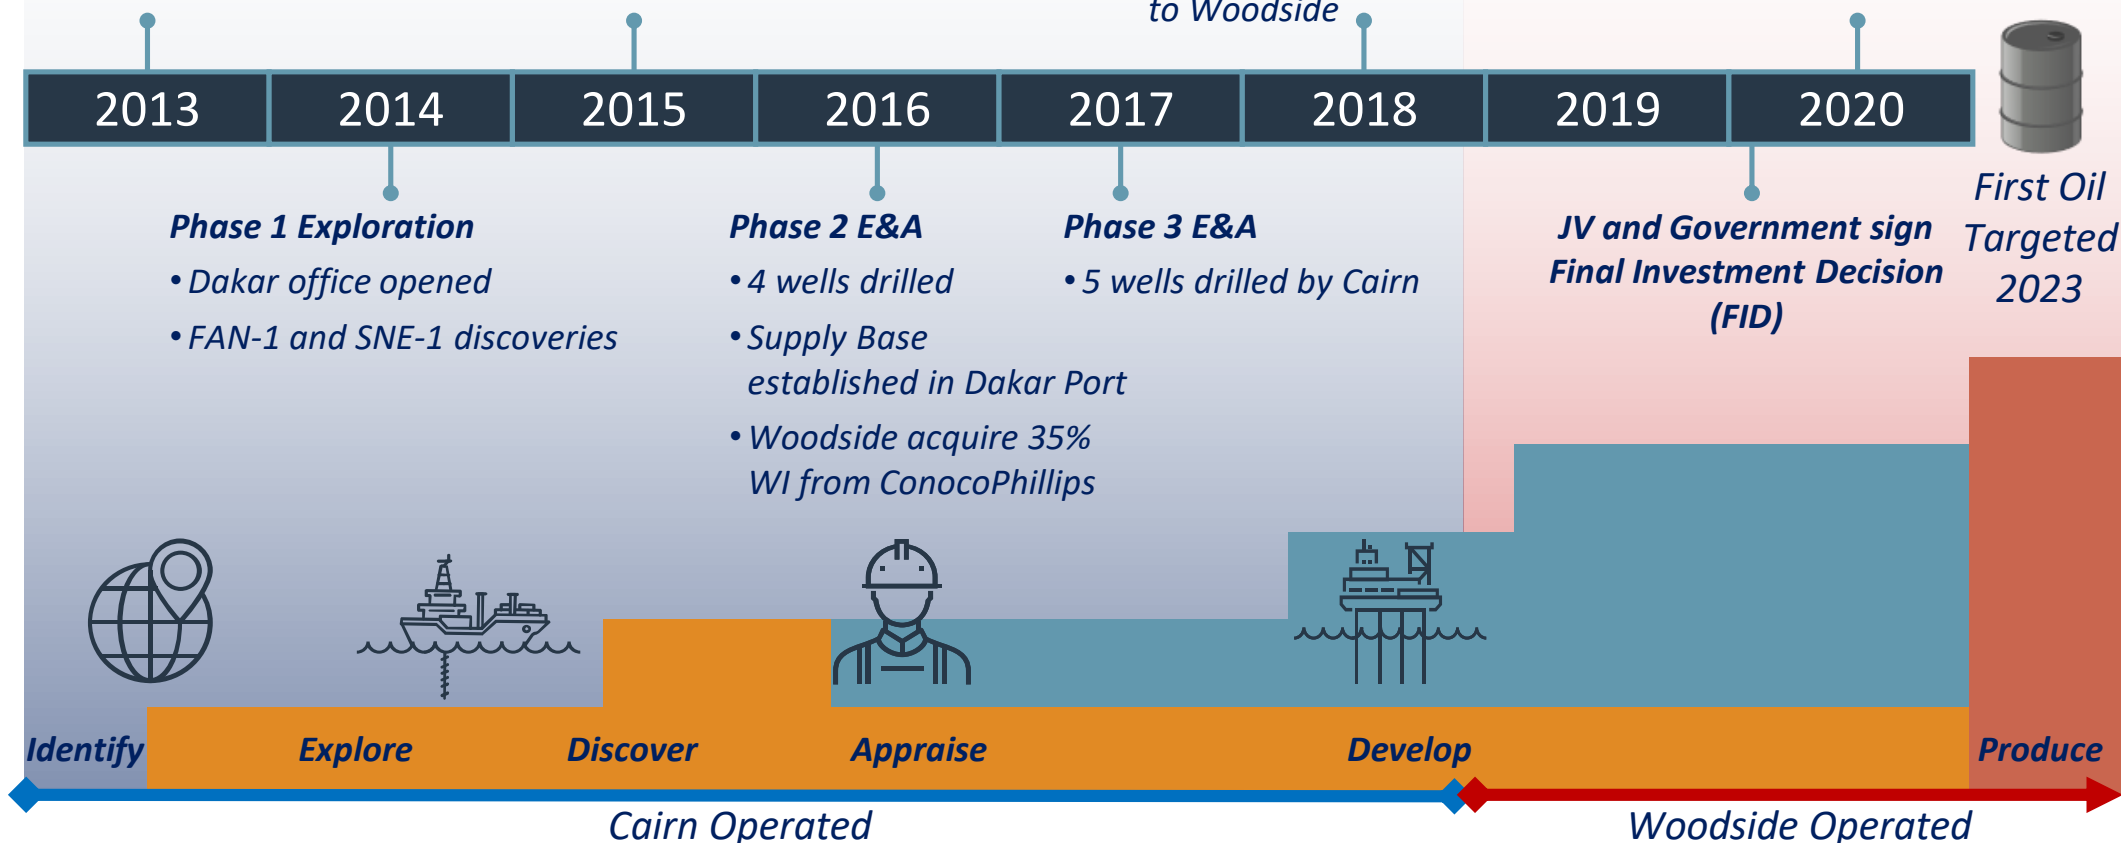 to Woodside
2013
2014
2015
2016
2017
2018
2019
2020
Phase 1 Exploration
• Dakar office opened
• FAN-1 and SNE-1 discoveries
Phase 2 E&A
• 4 wells drilled
• Supply Base
established in Dakar Port
• Woodside acquire 35%
WI from ConocoPhillips
Phase 3 E&A
• 5 wells drilled by Cairn
JV and Government sign
Final Investment Decision
(FID)
First Oil
Targeted
2023
Identify
Explore
Discover
Appraise
Develop
Produce
Cairn Operated
Woodside Operated